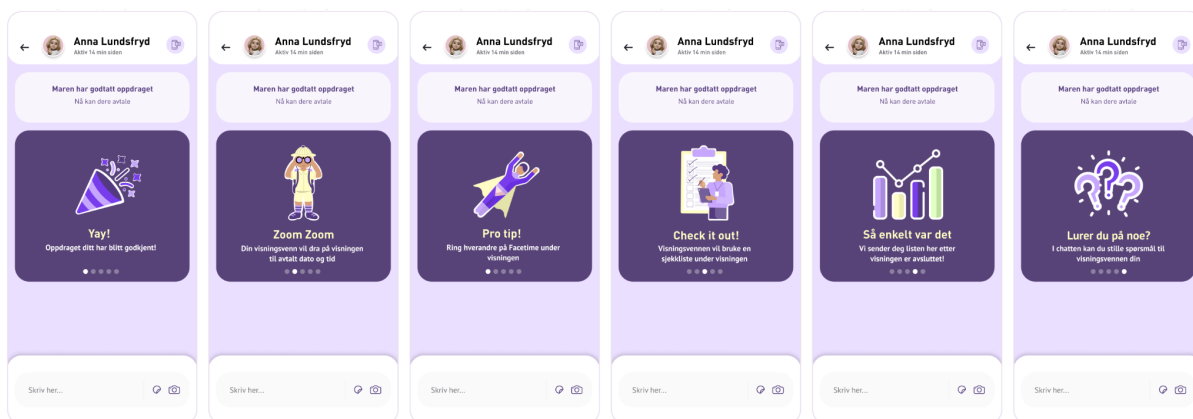 Anna Lundsfryd
Aktiv 14 min siden
Maren har godtatt oppdraget
Nå kan dere avtale
Yay!
Oppdraget ditt har blitt godkjent!
Skriv her...
Anna Lundsfryd
Aktiv 14 min siden
Maren har godtatt oppdraget
Nå kan dere avtale
Zoom Zoom
Din visningsvenn vil dra på visningen
til avtalt dato og tid
Skriv her...
Anna Lundsfryd
Aktiv 14 min siden
Maren har godtatt oppdraget
Nå kan dere avtale
Pro tip!
Ring hverandre på Facetime under
visningen
Skriv her...
Anna Lundsfryd
Aktiv 14 min siden
Maren har godtatt oppdraget
Nå kan dere avtale
Check it out!
Visningsvennen vil bruke en
sjekkliste under visningen
Skriv her...
Anna Lundsfryd
Aktiv 14 min siden
Maren har godtatt oppdraget
Nå kan dere avtale
Så enkelt var det
Vi sender deg listen her etter
visningen er avsluttet!
Skriv her...
Anna Lundsfryd
Aktiv 14 min siden
Maren har godtatt oppdraget
Nå kan dere avtale
Lurer du på noe?
I chatten kan du stille spørsmål til
visningsvennen din
Skriv her...